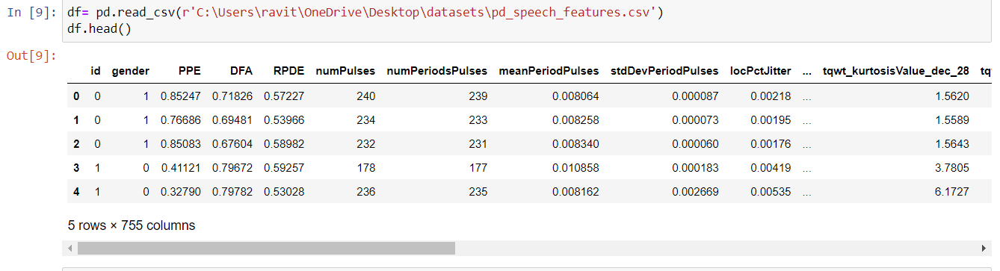 In [9]: df= pd.read_csv(r'C:\Users\ravit\OneDrive\Desktop\datasets\pd_speech_features.csv')
df.head()
Out[9]:
id gender PPE DFA RPDE numPulses numPeriodsPulses meanPeriodPulses stdDevPeriodPulses locPctJitter ... tqwt_kurtosisValue_dec_28 tq
0 0 1 0.85247 0.71826 0.57227 240 239 0.008064 0.000087 0.00218 ... 1.5620
1 0 1 0.76686 0.69481 0.53966 234 233 0.008258 0.000073 0.00195 ... 1.5589
2 0 1 0.85083 0.67604 0.58982 232 231 0.008340 0.000060 0.00176 ... 1.5643
3 1 0 0.41121 0.79672 0.59257 178 177 0.010858 0.000183 0.00419 ... 3.7805
4 1 0 0.32790 0.79782 0.53028 236 235 0.008162 0.002669 0.00535 ... 6.1727
5 rows × 755 columns